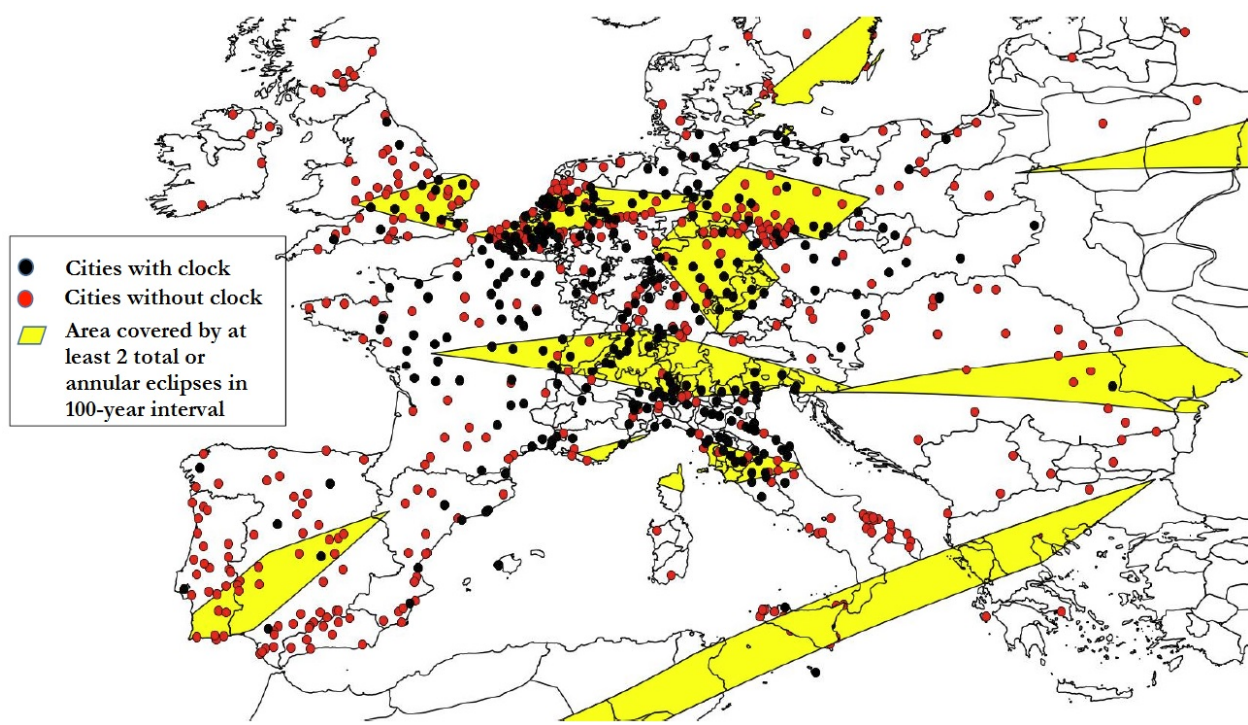 Cities with clock
Cities without clock
Area covered by at
least 2 total or
annular eclipses in
100-year interval